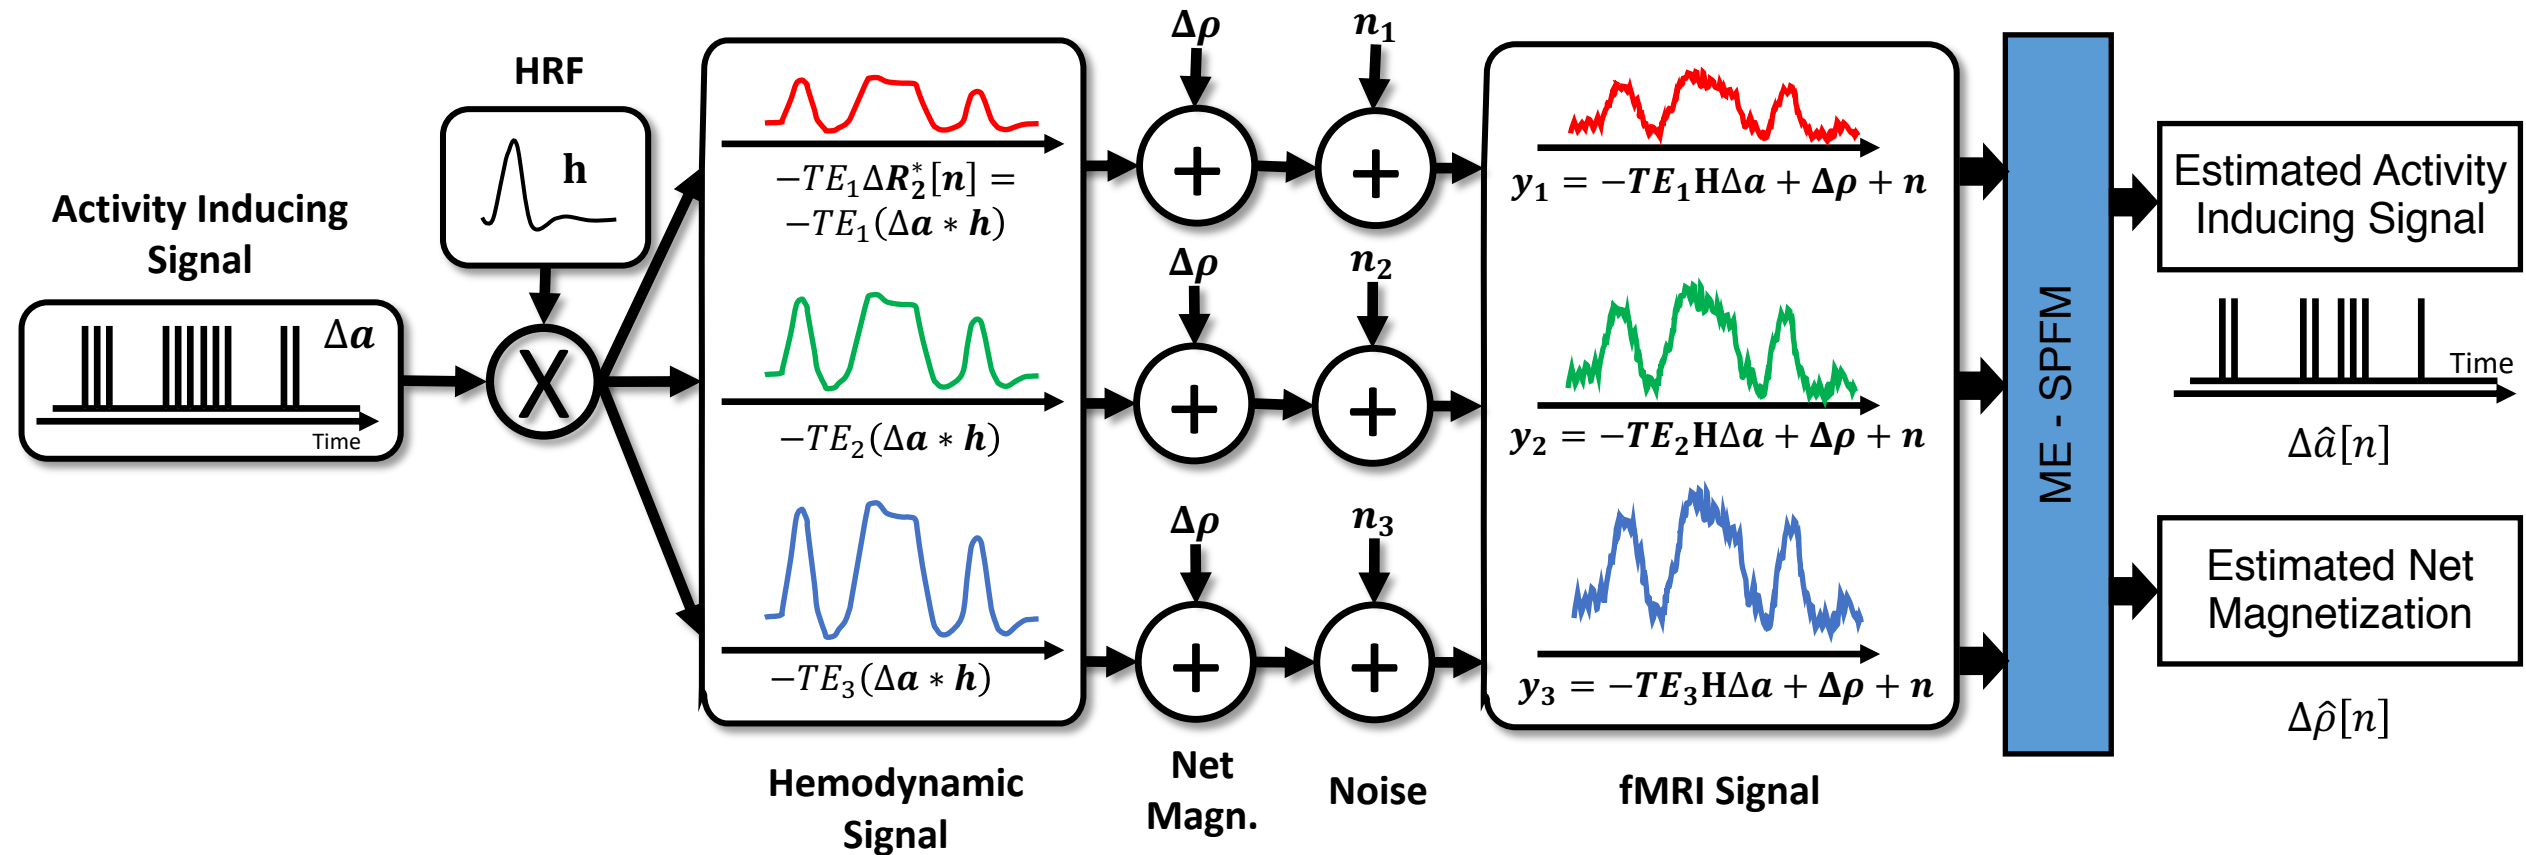 Activity Inducing
Signal
Δa
Time
HRF
h
X
−TE₁ΔR₂*[n] =
−TE₁(Δa ∗ h)
−TE₂(Δa ∗ h)
−TE₃(Δa ∗ h)
Hemodynamic
Signal
Δρ
+
Δρ
+
Δρ
+
Net
Magn.
n₁
+
n₂
+
n₃
+
Noise
y₁ = −TE₁HΔa + Δρ + n
y₂ = −TE₂HΔa + Δρ + n
y₃ = −TE₃HΔa + Δρ + n
fMRI Signal
ME - SPFM
Estimated Activity
Inducing Signal
Time
Δâ[n]
Estimated Net
Magnetization
Δρ̂[n]